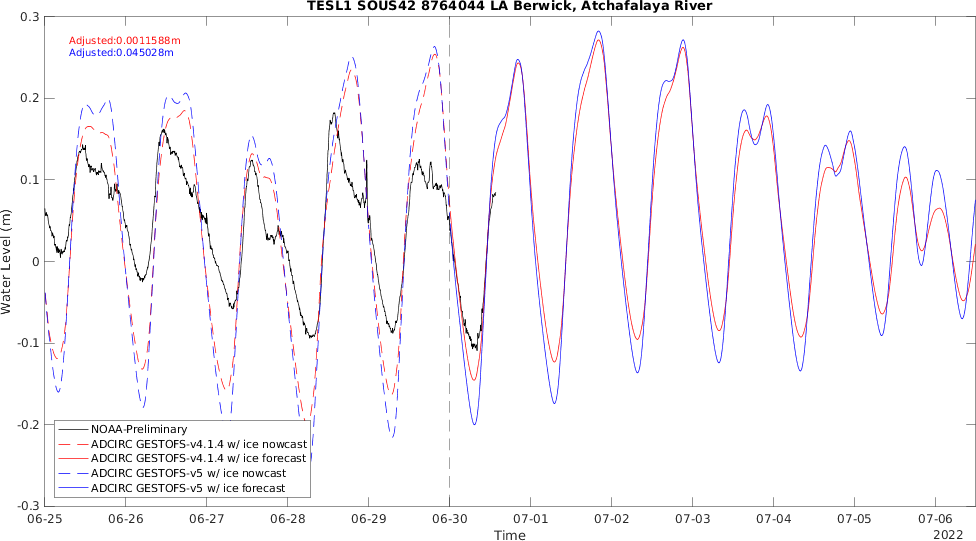 TESL1 SOUS42 8764044 LA Berwick, Atchafalaya River
0.3
Adjusted:0.0011588m
Adjusted:0.045028m
0.2
0.1
0
-0.1
-0.2
-0.3
Water Level (m)
NOAA-Preliminary
ADCIRC GESTOFS-v4.1.4 w/ ice nowcast
ADCIRC GESTOFS-v4.1.4 w/ ice forecast
ADCIRC GESTOFS-v5 w/ ice nowcast
ADCIRC GESTOFS-v5 w/ ice forecast
06-25 06-26 06-27 06-28 06-29 06-30 07-01 07-02 07-03 07-04 07-05 07-06
Time
2022